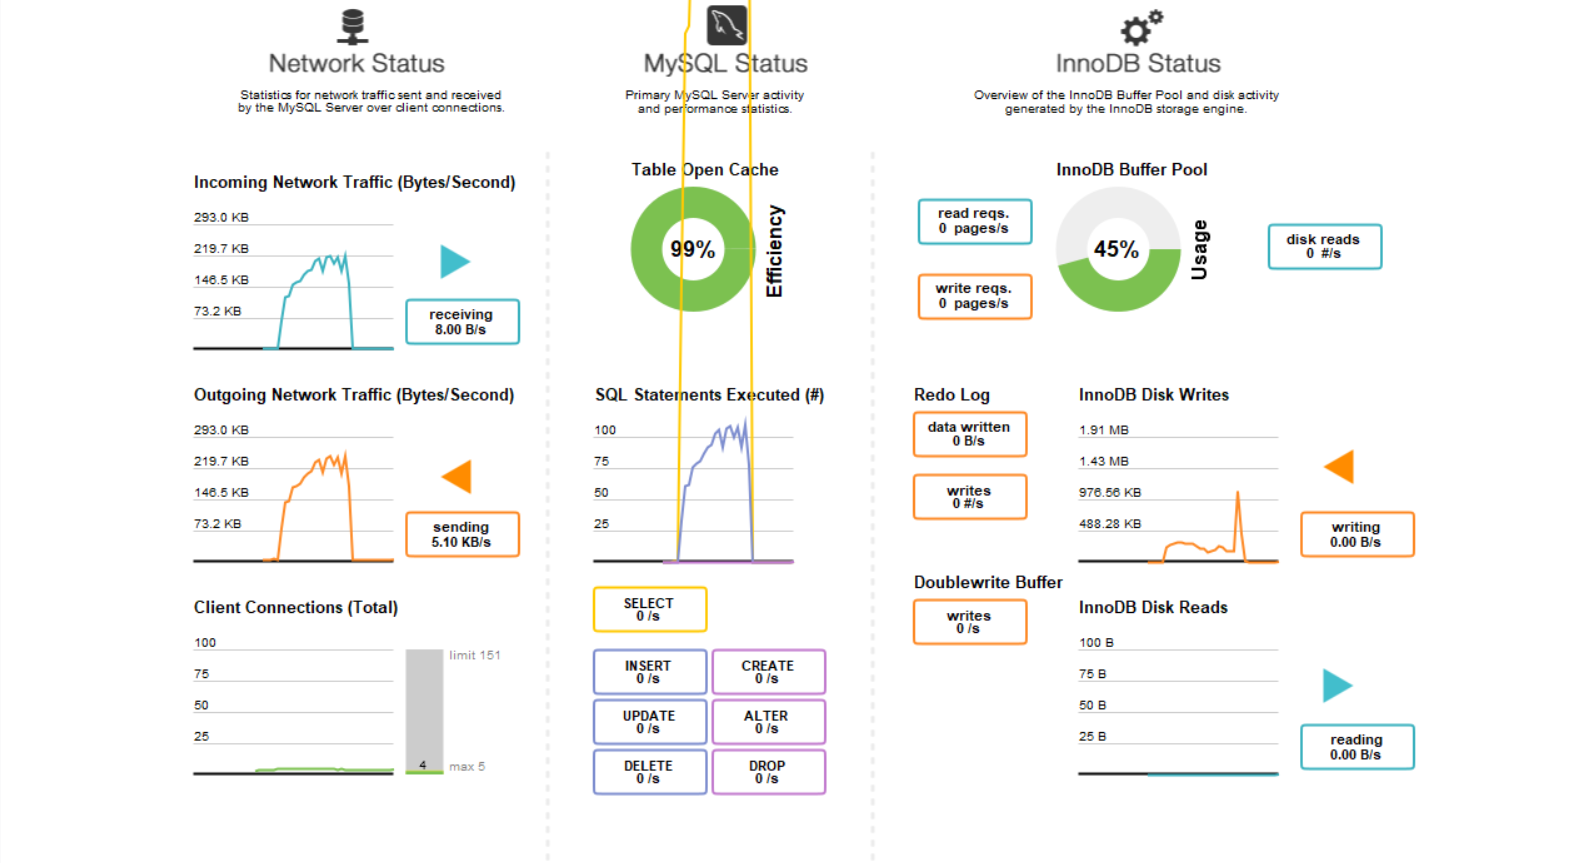 Network Status
Statistics for network traffic sent and received
by the MySQL Server over client connections.
Incoming Network Traffic (Bytes/Second)
293.0 KB
219.7 KB
146.5 KB
73.2 KB
receiving
8.00 B/s
Outgoing Network Traffic (Bytes/Second)
293.0 KB
219.7 KB
146.5 KB
73.2 KB
sending
5.10 KB/s
Client Connections (Total)
100
75
50
25
limit 151
4
max 5
MySQL Status
Primary MySQL Server activity
and performance statistics.
Table Open Cache
99%
Efficiency
SQL Statements Executed (#)
100
75
50
25
SELECT
0 /s
INSERT
0 /s
CREATE
0 /s
UPDATE
0 /s
ALTER
0 /s
DELETE
0 /s
DROP
0 /s
InnoDB Status
Overview of the InnoDB Buffer Pool and disk activity
generated by the InnoDB storage engine.
InnoDB Buffer Pool
read reqs.
0 pages/s
write reqs.
0 pages/s
45%
Usage
disk reads
0 #/s
Redo Log
data written
0 B/s
writes
0 #/s
Doublewrite Buffer
writes
0 /s
InnoDB Disk Writes
1.91 MB
1.43 MB
976.56 KB
488.28 KB
writing
0.00 B/s
InnoDB Disk Reads
100 B
75 B
50 B
25 B
reading
0.00 B/s